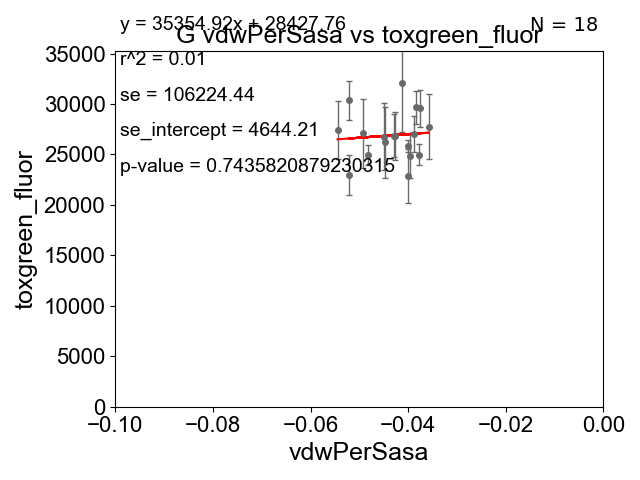 y = 35354.92x + 28427.76
N = 18
G vdwPerSasa vs toxgreen_fluor
r^2 = 0.01
se = 106224.44
se_intercept = 4644.21
p-value = 0.7435820879230315
toxgreen_fluor
35000
30000
25000
20000
15000
10000
5000
0
−0.10 −0.08 −0.06 −0.04 −0.02 0.00
vdwPerSasa